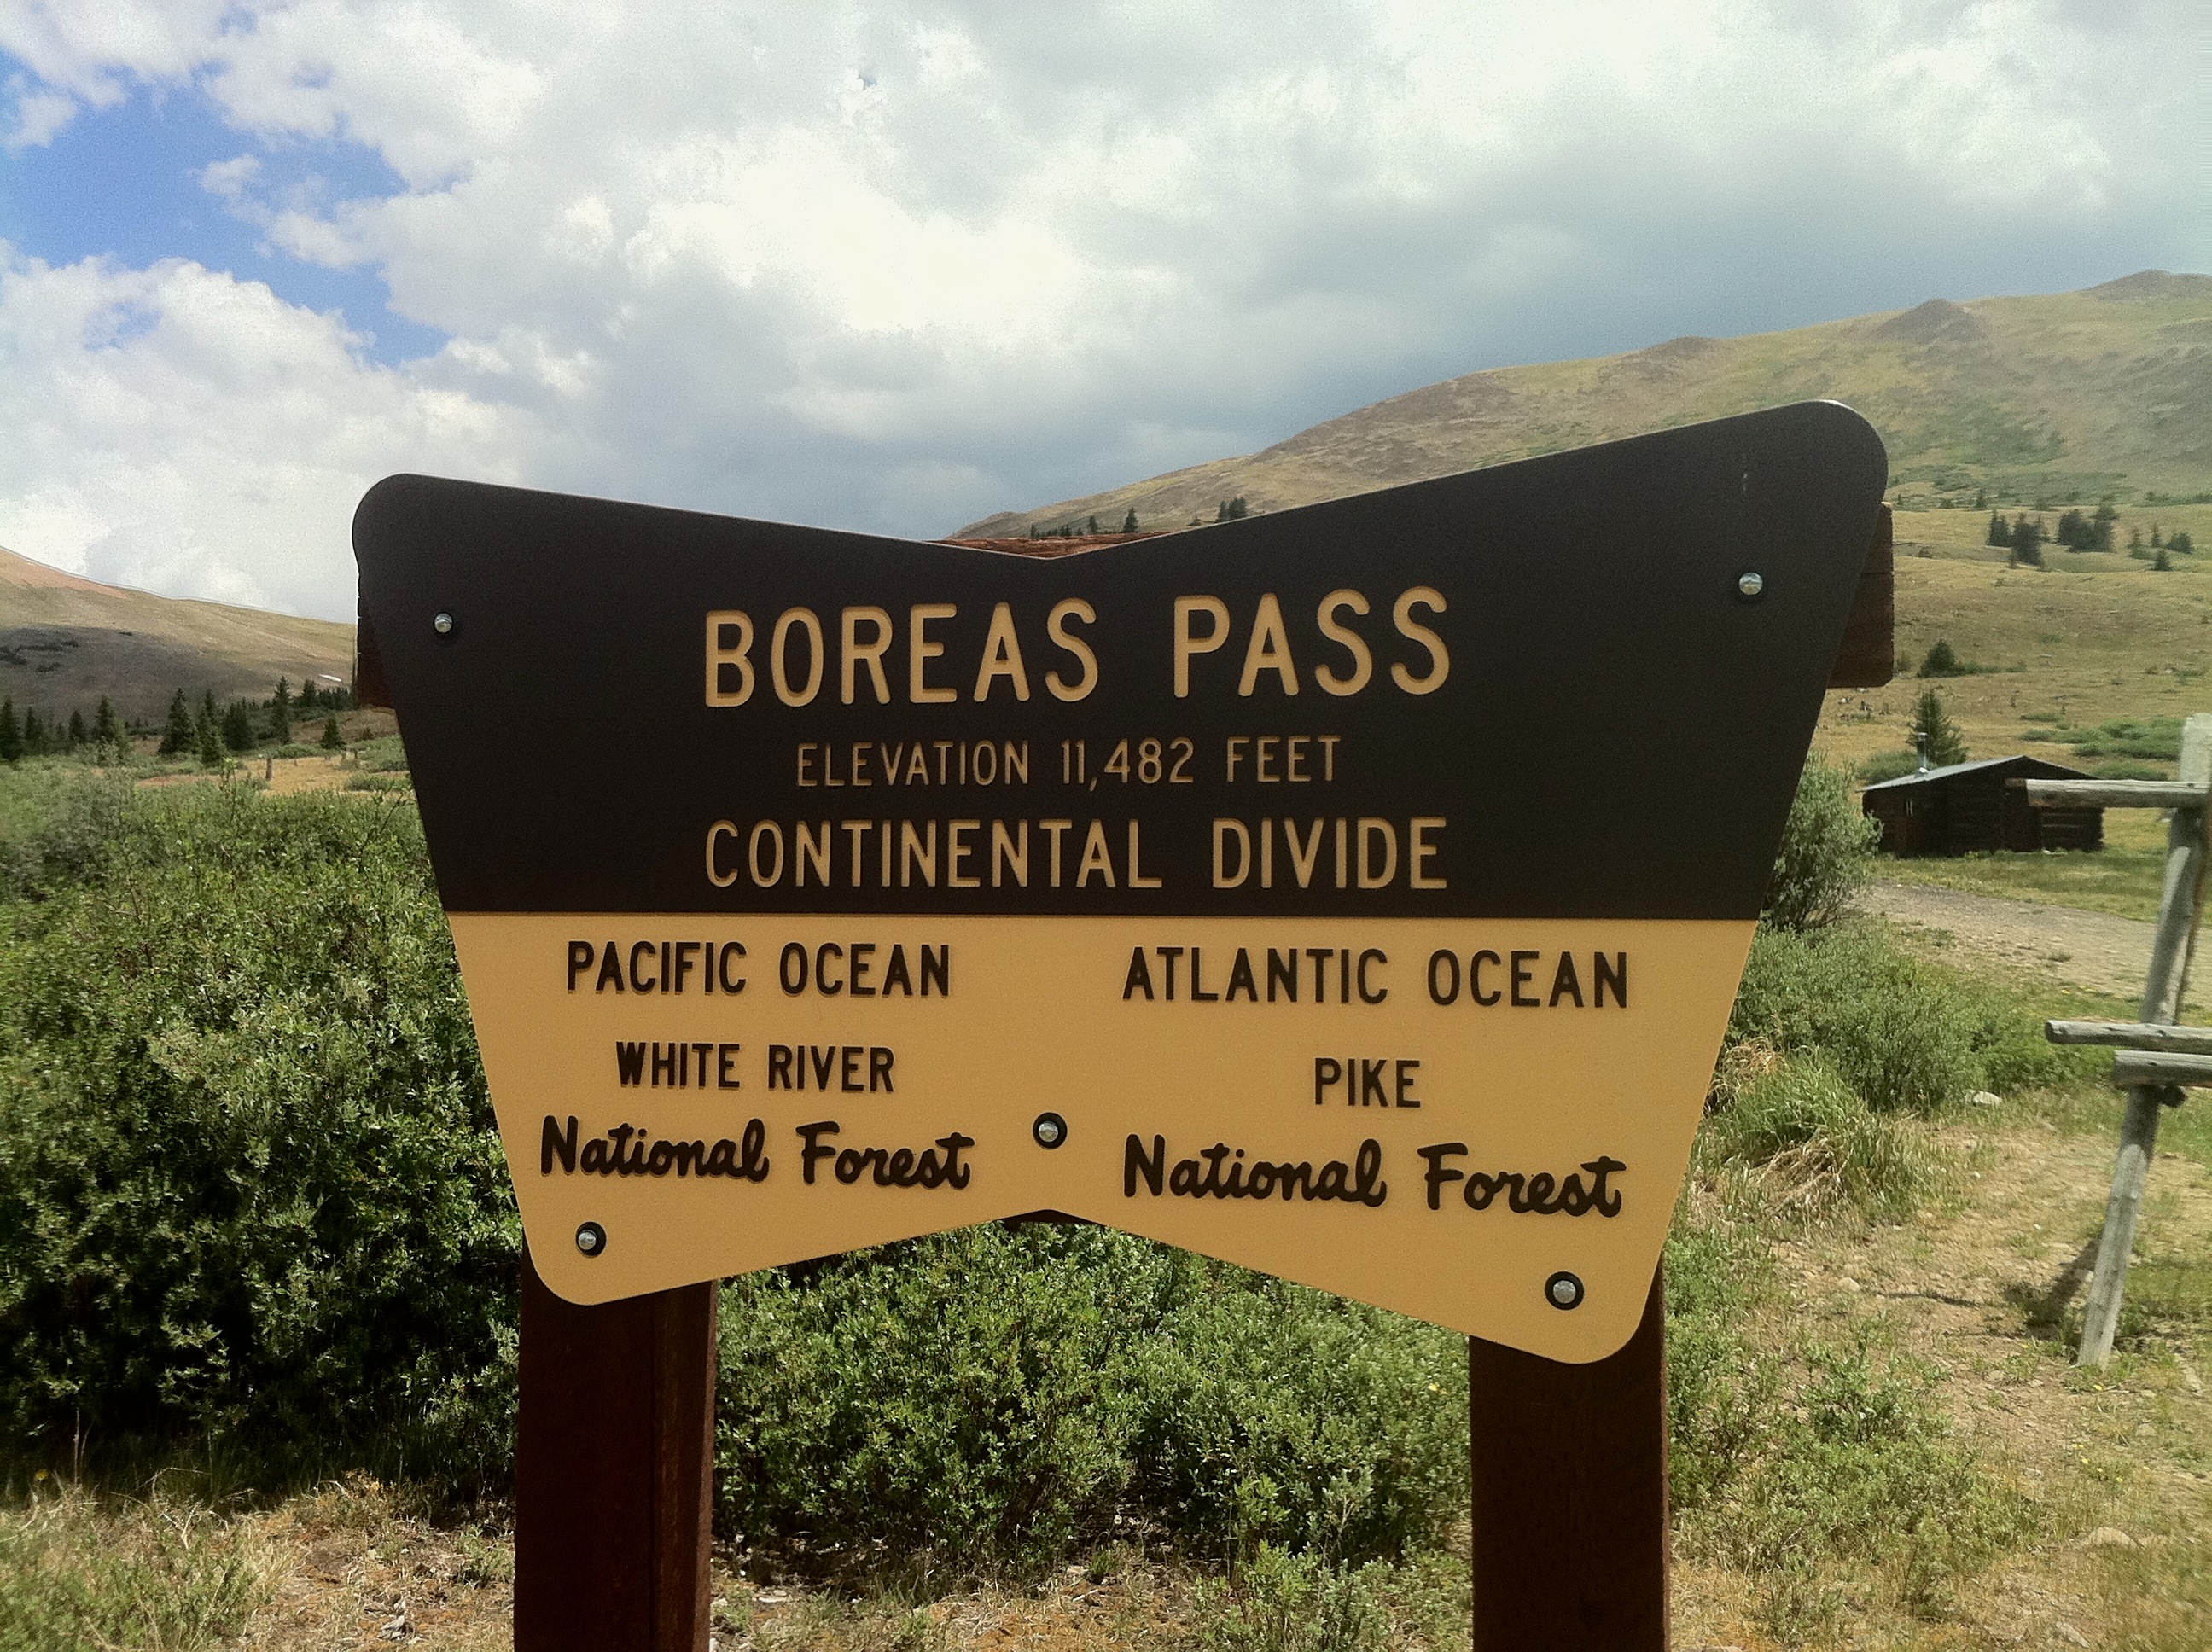 BOREAS PASS
ELEVATION 11,482 FEET
CONTINENTAL DIVIDE
PACIFIC OCEAN
WHITE RIVER
National Forest
ATLANTIC OCEAN
PIKE
National Forest